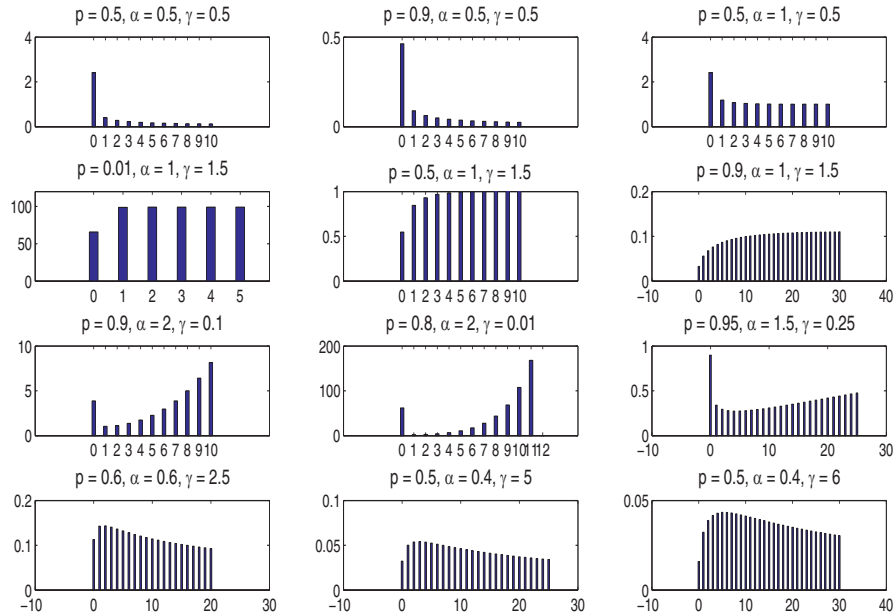 p = 0.5, α = 0.5, γ = 0.5
4
2
0
0 1 2 3 4 5 6 7 8 9 10
p = 0.9, α = 0.5, γ = 0.5
0.5
0
0 1 2 3 4 5 6 7 8 9 10
p = 0.5, α = 1, γ = 0.5
4
2
0
0 1 2 3 4 5 6 7 8 9 10
p = 0.01, α = 1, γ = 1.5
100
50
0
0 1 2 3 4 5
p = 0.5, α = 1, γ = 1.5
1
0.5
0
0 1 2 3 4 5 6 7 8 9 10
p = 0.9, α = 1, γ = 1.5
0.2
0.1
0
−10 0 10 20 30 40
p = 0.9, α = 2, γ = 0.1
10
5
0
0 1 2 3 4 5 6 7 8 9 10
p = 0.8, α = 2, γ = 0.01
200
100
0
0 1 2 3 4 5 6 7 8 9 10 11 12
p = 0.95, α = 1.5, γ = 0.25
1
0.5
0
−10 0 10 20 30
p = 0.6, α = 0.6, γ = 2.5
0.2
0.1
0
−10 0 10 20 30
p = 0.5, α = 0.4, γ = 5
0.1
0.05
0
−10 0 10 20 30
p = 0.5, α = 0.4, γ = 6
0.05
0
−10 0 10 20 30 40